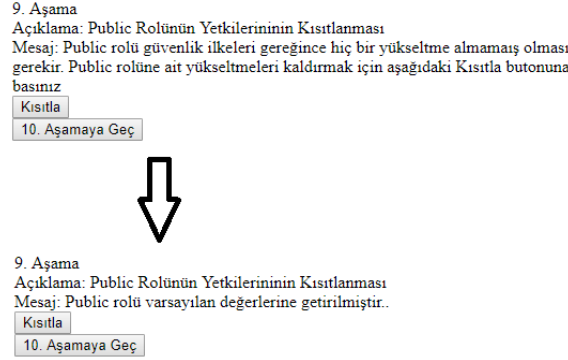 9. Aşama
Açıklama: Public Rolünün Yetkilerininin Kısıtlanması
Mesaj: Public rolü güvenlik ilkeleri gereğince hiç bir yükseltme almamaış olması
gerekir. Public rolüne ait yükseltmeleri kaldırmak için aşağıdaki Kısıtla butonuna
basınız
Kısıtla
10. Aşamaya Geç
9. Aşama
Açıklama: Public Rolünün Yetkilerininin Kısıtlanması
Mesaj: Public rolü varsayılan değerlerine getirilmiştir..
Kısıtla
10. Aşamaya Geç